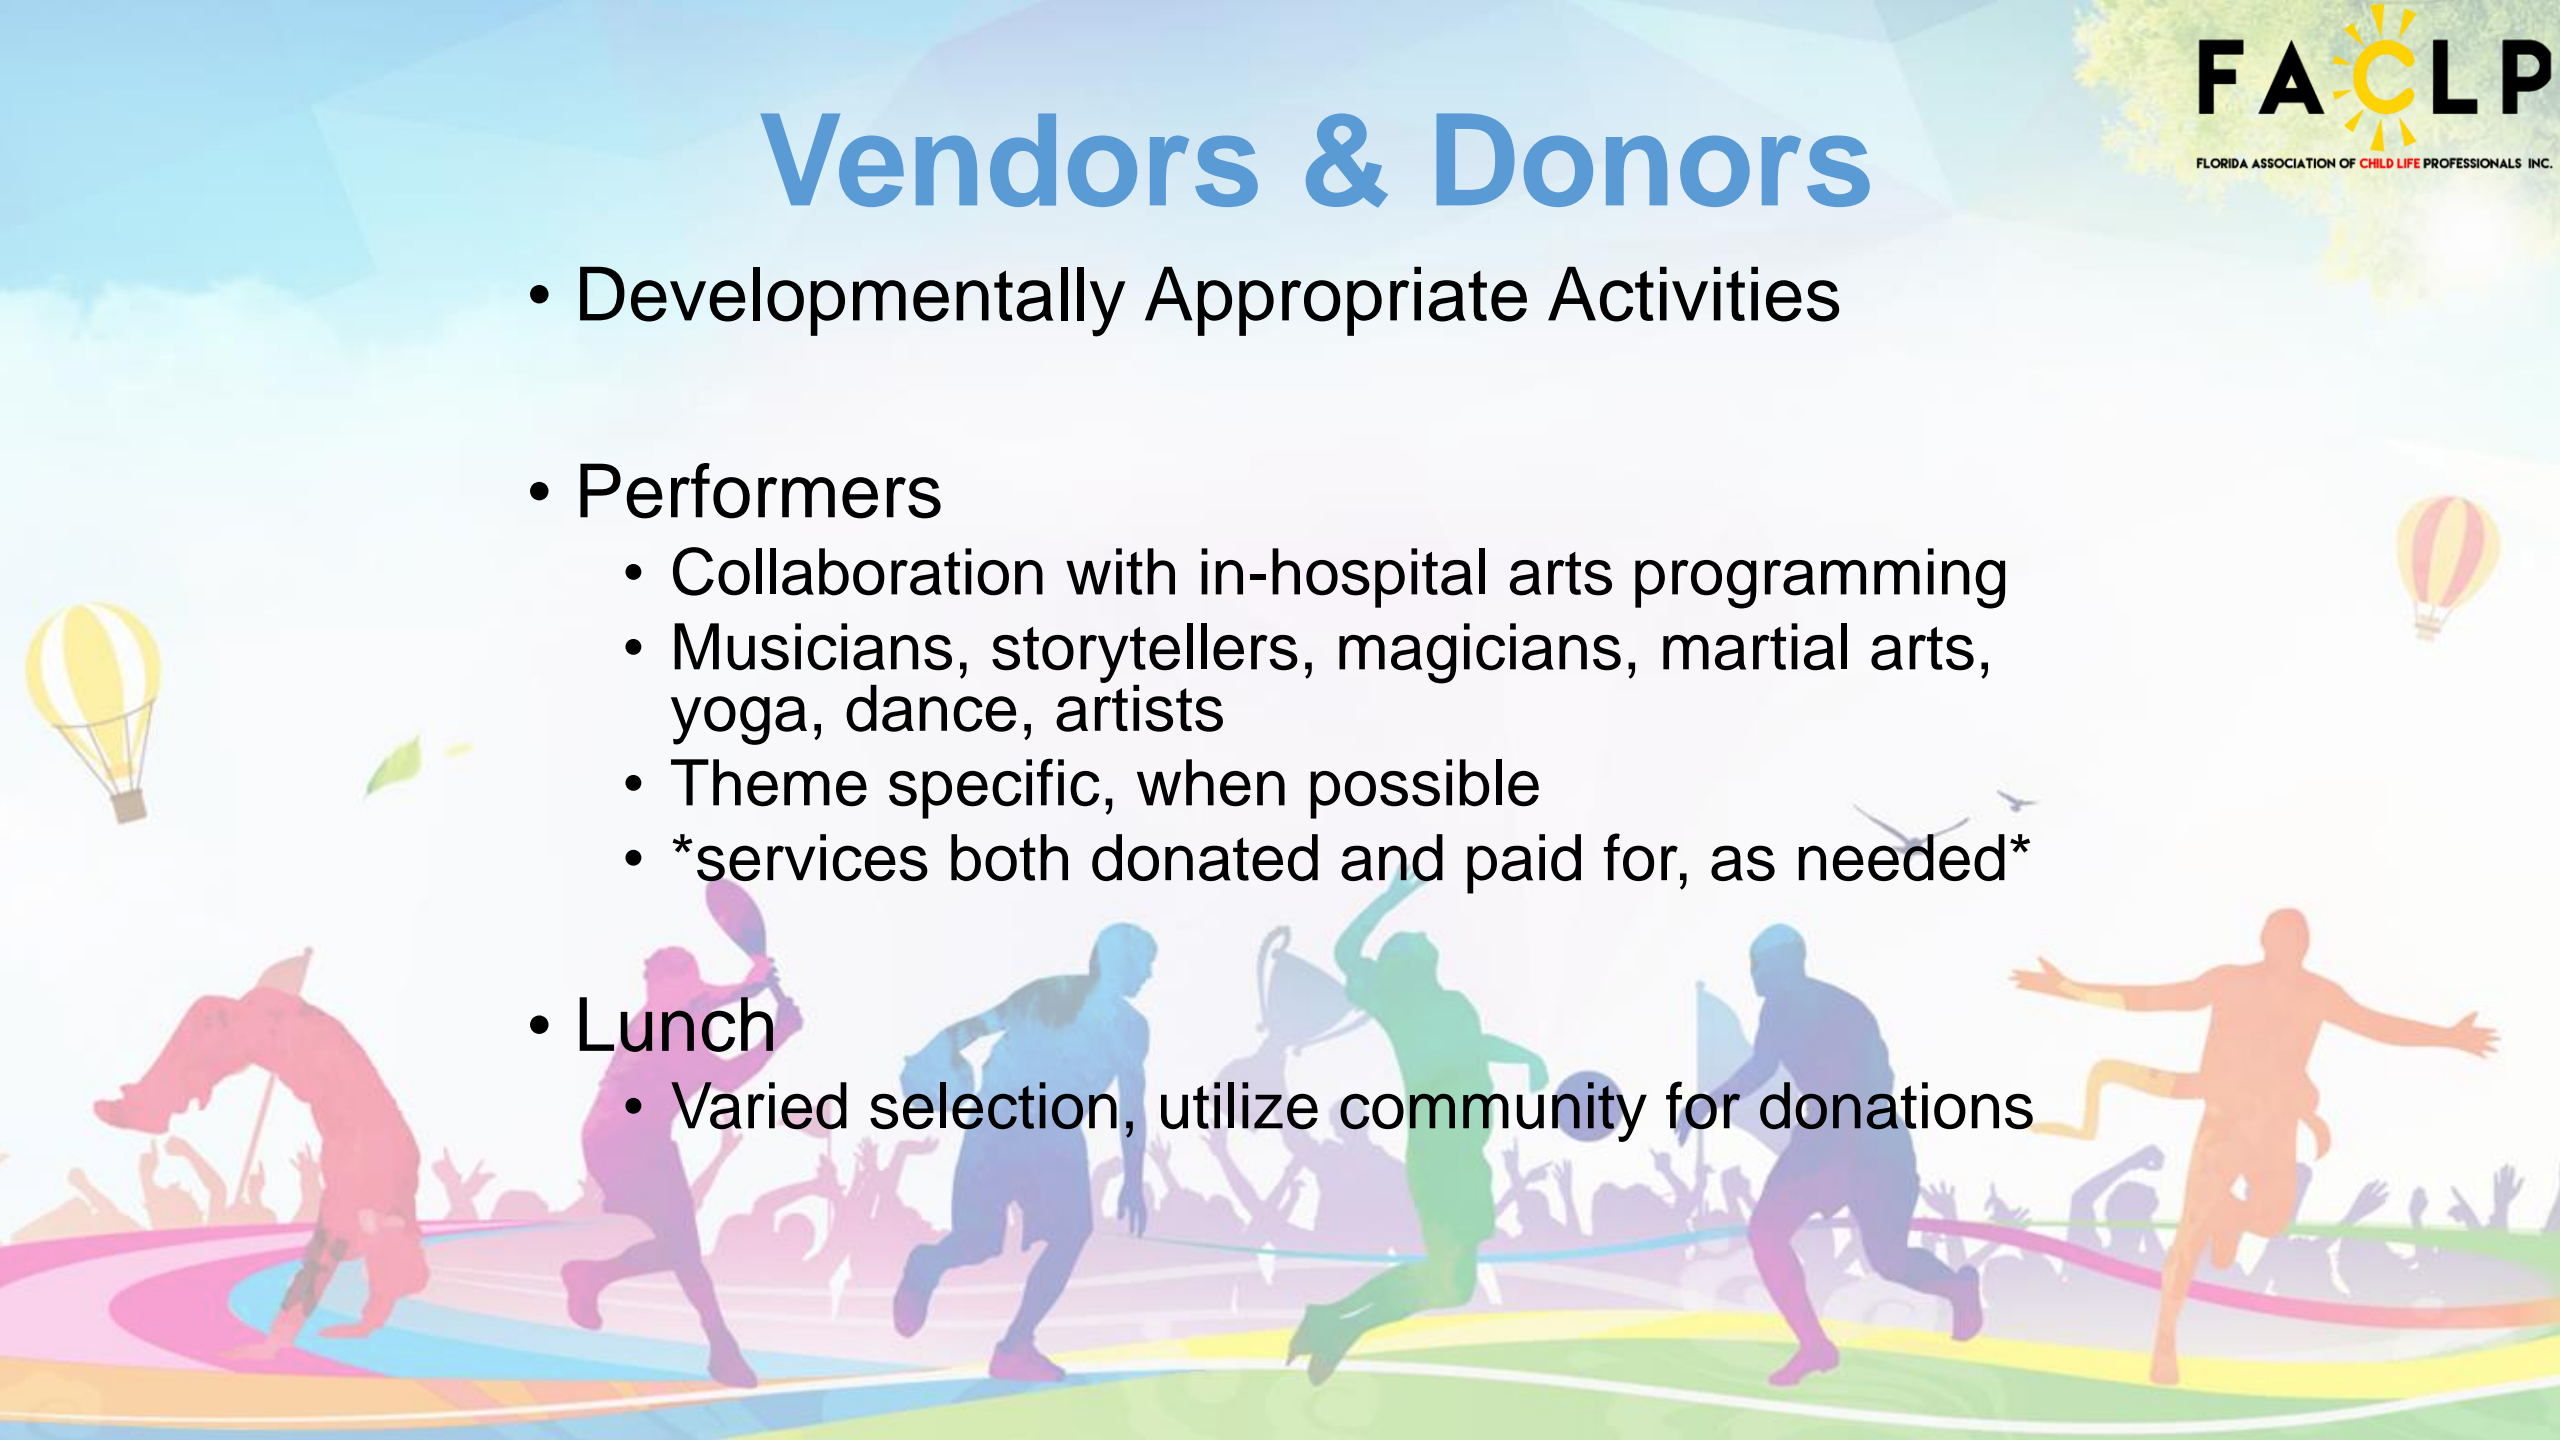 FACLP
FLORIDA ASSOCIATION OF CHILD LIFE PROFESSIONALS INC.
Vendors & Donors
• Developmentally Appropriate Activities
• Performers
• Collaboration with in-hospital arts programming
• Musicians, storytellers, magicians, martial arts,
yoga, dance, artists
• Theme specific, when possible
• *services both donated and paid for, as needed*
• Lunch
• Varied selection, utilize community for donations